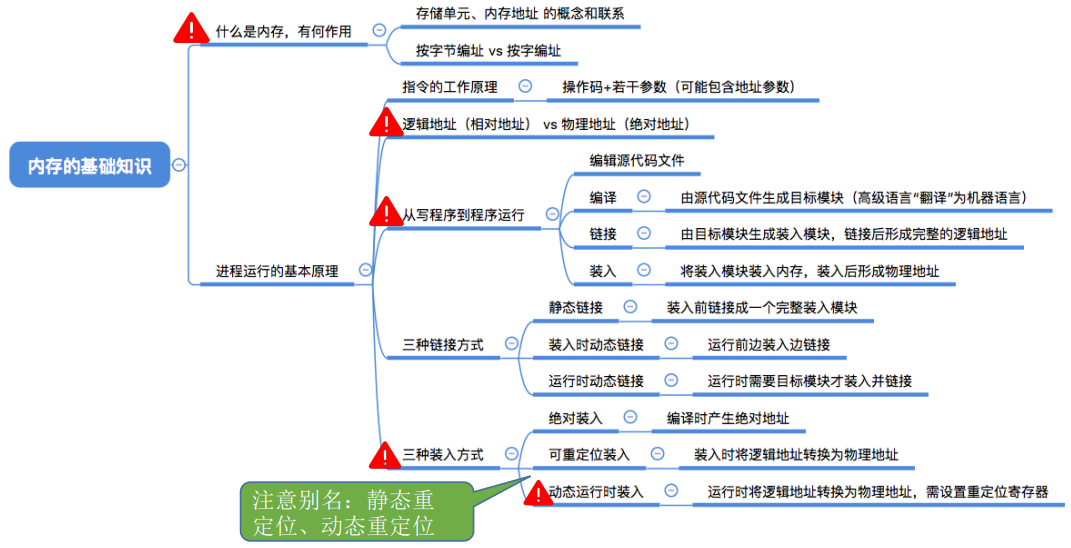 内存的基础知识
什么是内存，有何作用
存储单元、内存地址 的概念和联系
按字节编址 vs 按字编址
进程运行的基本原理
指令的工作原理
操作码+若干参数（可能包含地址参数）
逻辑地址（相对地址） vs 物理地址（绝对地址）
从写程序到程序运行
编辑源代码文件
编译
由源代码文件生成目标模块（高级语言“翻译”为机器语言）
链接
由目标模块生成装入模块，链接后形成完整的逻辑地址
装入
将装入模块装入内存，装入后形成物理地址
三种链接方式
静态链接
装入前链接成一个完整装入模块
装入时动态链接
运行前边装入边链接
运行时动态链接
运行时需要目标模块才装入并链接
三种装入方式
绝对装入
编译时产生绝对地址
可重定位装入
装入时将逻辑地址转换为物理地址
动态运行时装入
运行时将逻辑地址转换为物理地址，需设置重定位寄存器
注意别名：静态重
定位、动态重定位